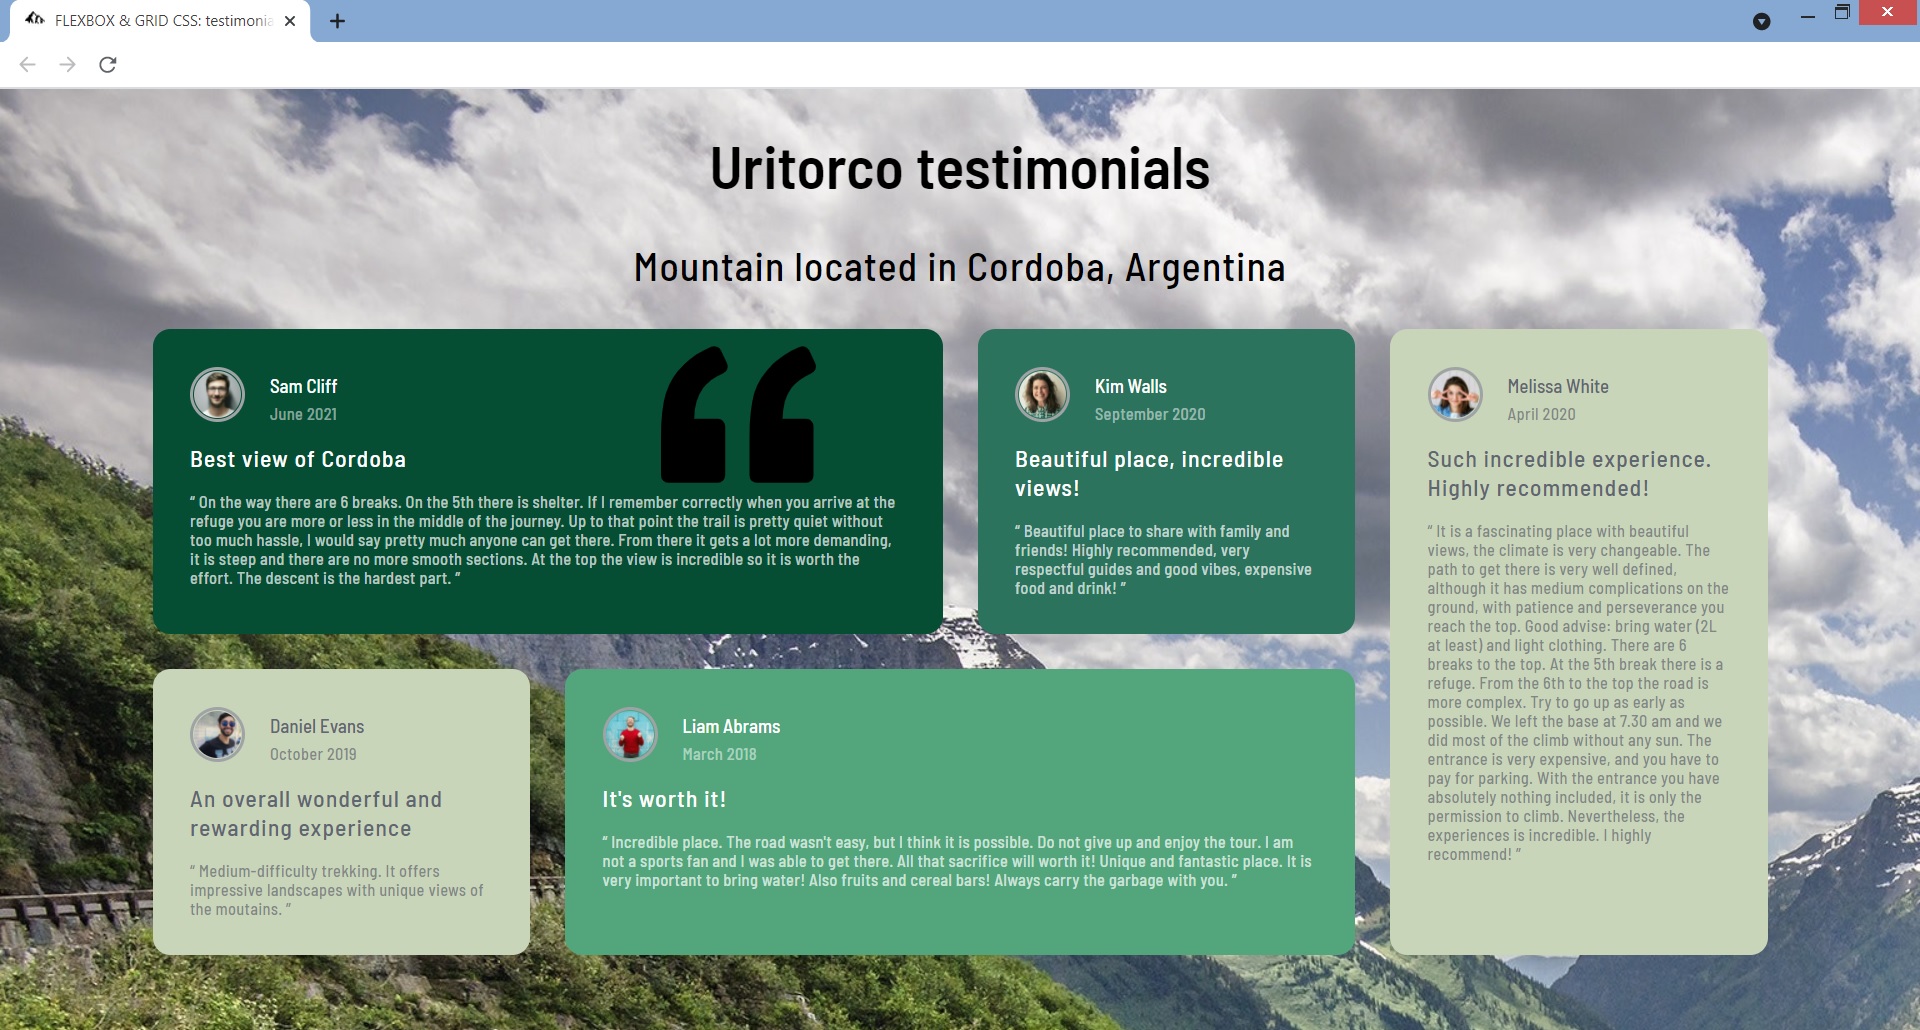 FLEXBOX & GRID CSS: testimonia
Uritorco testimonials
Mountain located in Cordoba, Argentina
Sam Cliff
June 2021
Best view of Cordoba
“ On the way there are 6 breaks. On the 5th there is shelter. If I remember correctly when you arrive at the
refuge you are more or less in the middle of the journey. Up to that point the trail is pretty quiet without
too much hassle, I would say pretty much anyone can get there. From there it gets a lot more demanding,
it is steep and there are no more smooth sections. At the top the view is incredible so it is worth the
effort. The descent is the hardest part. ”
Kim Walls
September 2020
Beautiful place, incredible
views!
“ Beautiful place to share with family and
friends! Highly recommended, very
respectful guides and good vibes, expensive
food and drink! ”
Melissa White
April 2020
Such incredible experience.
Highly recommended!
“ It is a fascinating place with beautiful
views, the climate is very changeable. The
path to get there is very well defined,
although it has medium complications on the
ground, with patience and perseverance you
reach the top. Good advise: bring water (2L
at least) and light clothing. There are 6
breaks to the top. At the 5th break there is a
refuge. From the 6th to the top the road is
more complex. Try to go up as early as
possible. We left the base at 7.30 am and we
did most of the climb without any sun. The
entrance is very expensive, and you have to
pay for parking. With the entrance you have
absolutely nothing included, it is only the
permission to climb. Nevertheless, the
experiences is incredible. I highly
recommend! ”
Daniel Evans
October 2019
An overall wonderful and
rewarding experience
“ Medium-difficulty trekking. It offers
impressive landscapes with unique views of
the moutains. ”
Liam Abrams
March 2018
It's worth it!
“ Incredible place. The road wasn't easy, but I think it is possible. Do not give up and enjoy the tour. I am
not a sports fan and I was able to get there. All that sacrifice will worth it! Unique and fantastic place. It is
very important to bring water! Also fruits and cereal bars! Always carry the garbage with you. ”